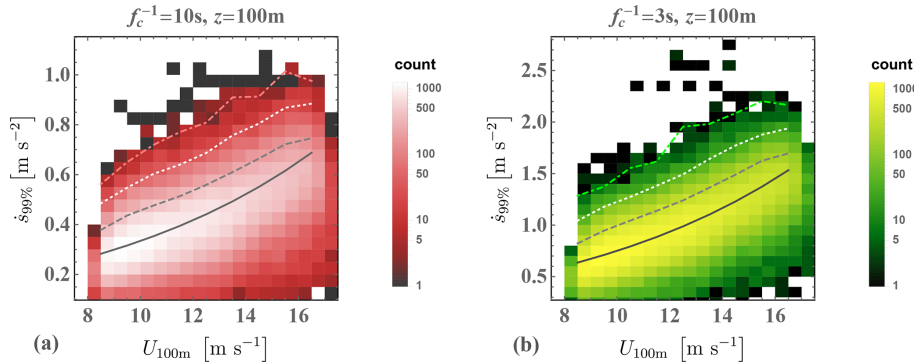 f_c^{-1}=10s, z=100m
count
1000
500
100
50
10
5
1
ṡ_{99%} [m s^{-2}]
1.0
0.8
0.6
0.4
0.2
8 10 12 14 16
(a)
U_{100m} [m s^{-1}]
f_c^{-1}=3s, z=100m
count
1000
500
100
50
10
5
1
ṡ_{99%} [m s^{-2}]
2.5
2.0
1.5
1.0
0.5
8 10 12 14 16
(b)
U_{100m} [m s^{-1}]